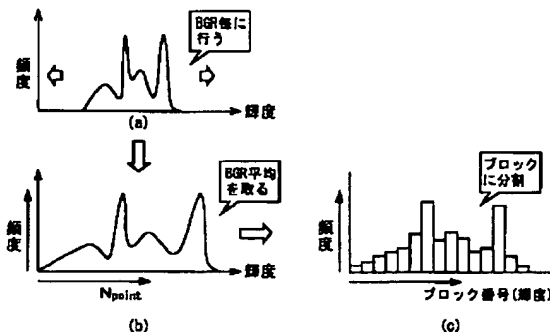 BGR毎に
行う
頻度
輝度
(a)
BGR平均
を取る
頻度
輝度
Npoint
(b)
ブロック
に分割
頻度
ブロック番号(輝度)
(c)